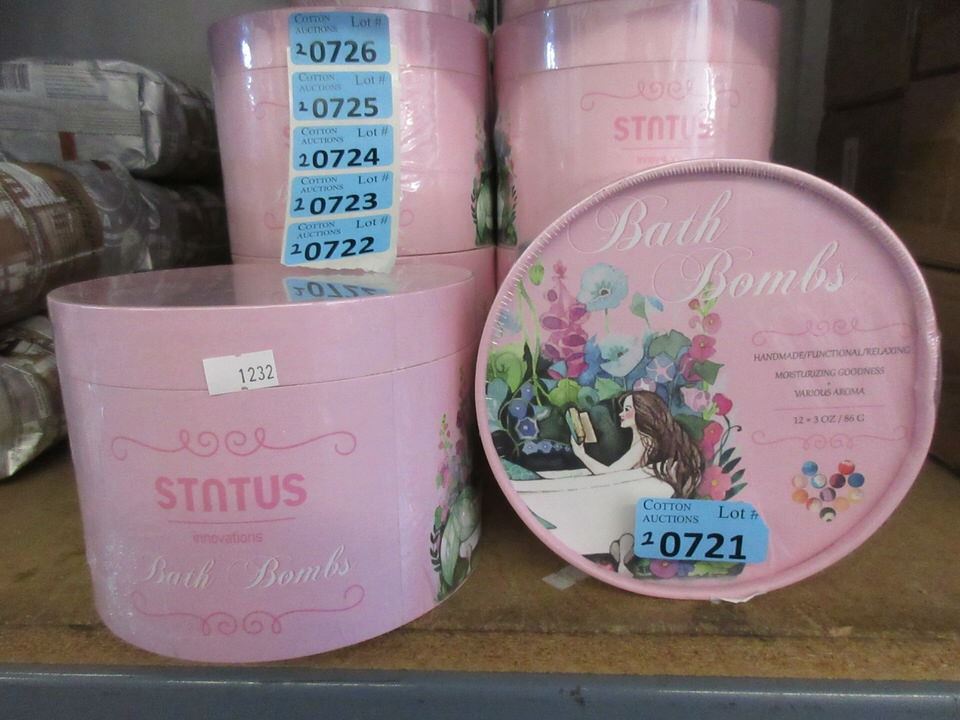 COTTON AUCTIONS Lot #
20726
COTTON AUCTIONS Lot #
20725
COTTON AUCTIONS Lot #
20724
COTTON AUCTIONS Lot #
20723
COTTON AUCTIONS Lot #
20722
STATUS
1232
STATUS
innovations
Bath Bombs
Bath
Bombs
HANDMADE/FUNCTIONAL/RELAXING
MOISTURIZING GOODNESS
VARIOUS AROMA
12 × 3 OZ / 86 G
COTTON AUCTIONS Lot #
20721